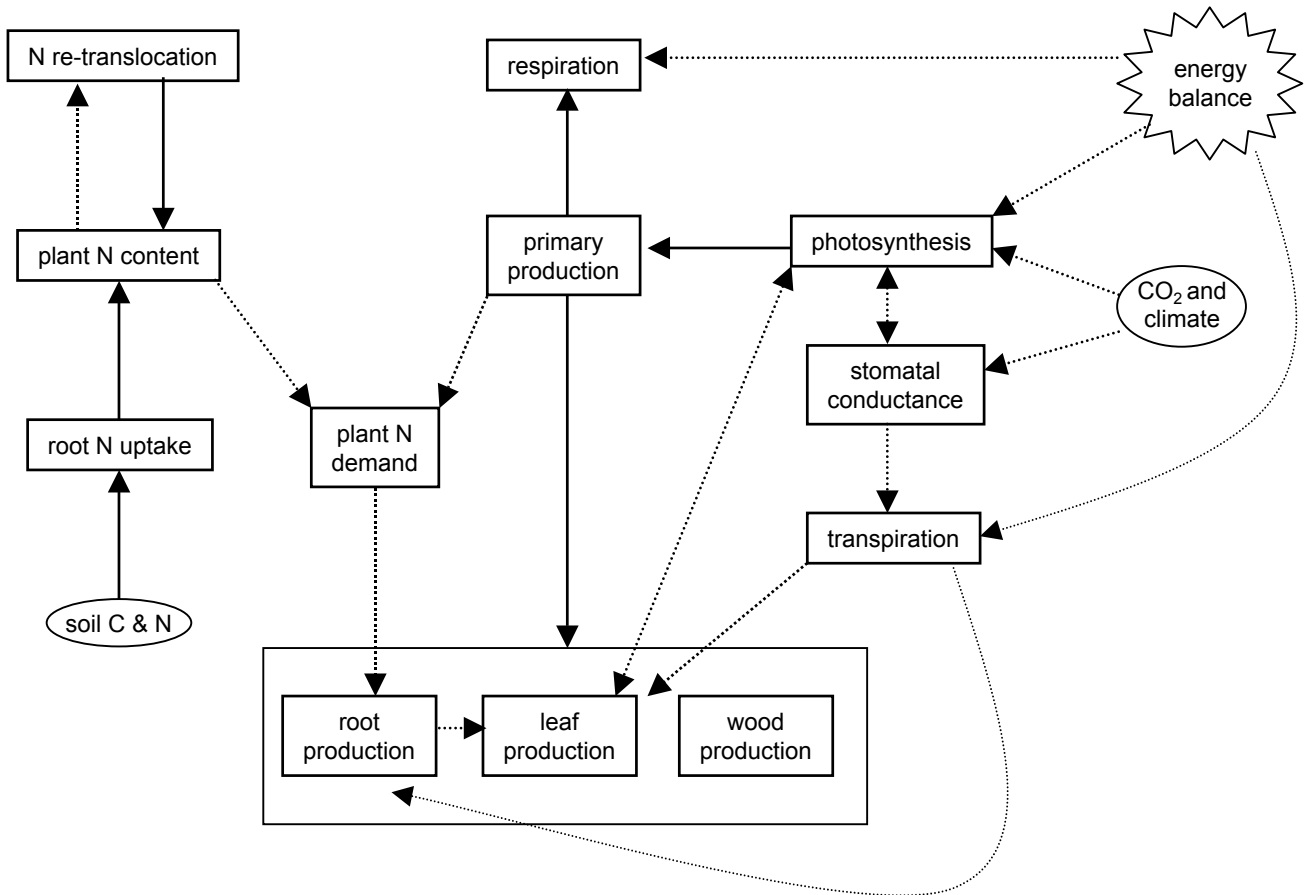 N re-translocation
respiration
energy
balance
plant N content
primary
production
photosynthesis
CO₂ and
climate
stomatal
conductance
root N uptake
plant N
demand
transpiration
soil C & N
root
production
leaf
production
wood
production